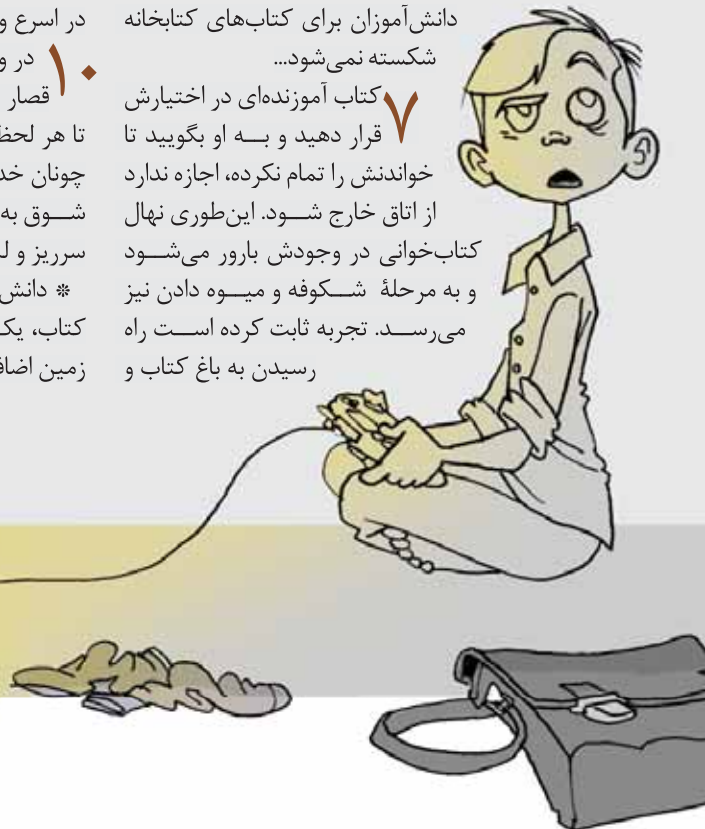 دانش‌آموزان برای کتاب‌های کتابخانه
شکسته نمی‌شود...
۷ کتاب آموزنده‌ای در اختیارش
قرار دهید و بـــه او بگویید تا
خواندنش را تمام نکرده، اجازه ندارد
از اتاق خارج شـــود. این‌طوری نهال
کتاب‌خوانی در وجودش بارور می‌شـــود
و به مرحلهٔ شـــکوفه و میـــوه دادن نیز
می‌رســـد. تجربه ثابت کرده اســـت راه
رسیدن به باغ کتاب و
در اسرع و
۱۰ در و
قصار
تا هر لحظ
چونان خد
شـــوق به
سرریز و لب
* دانش
کتاب، یک
زمین اضاف